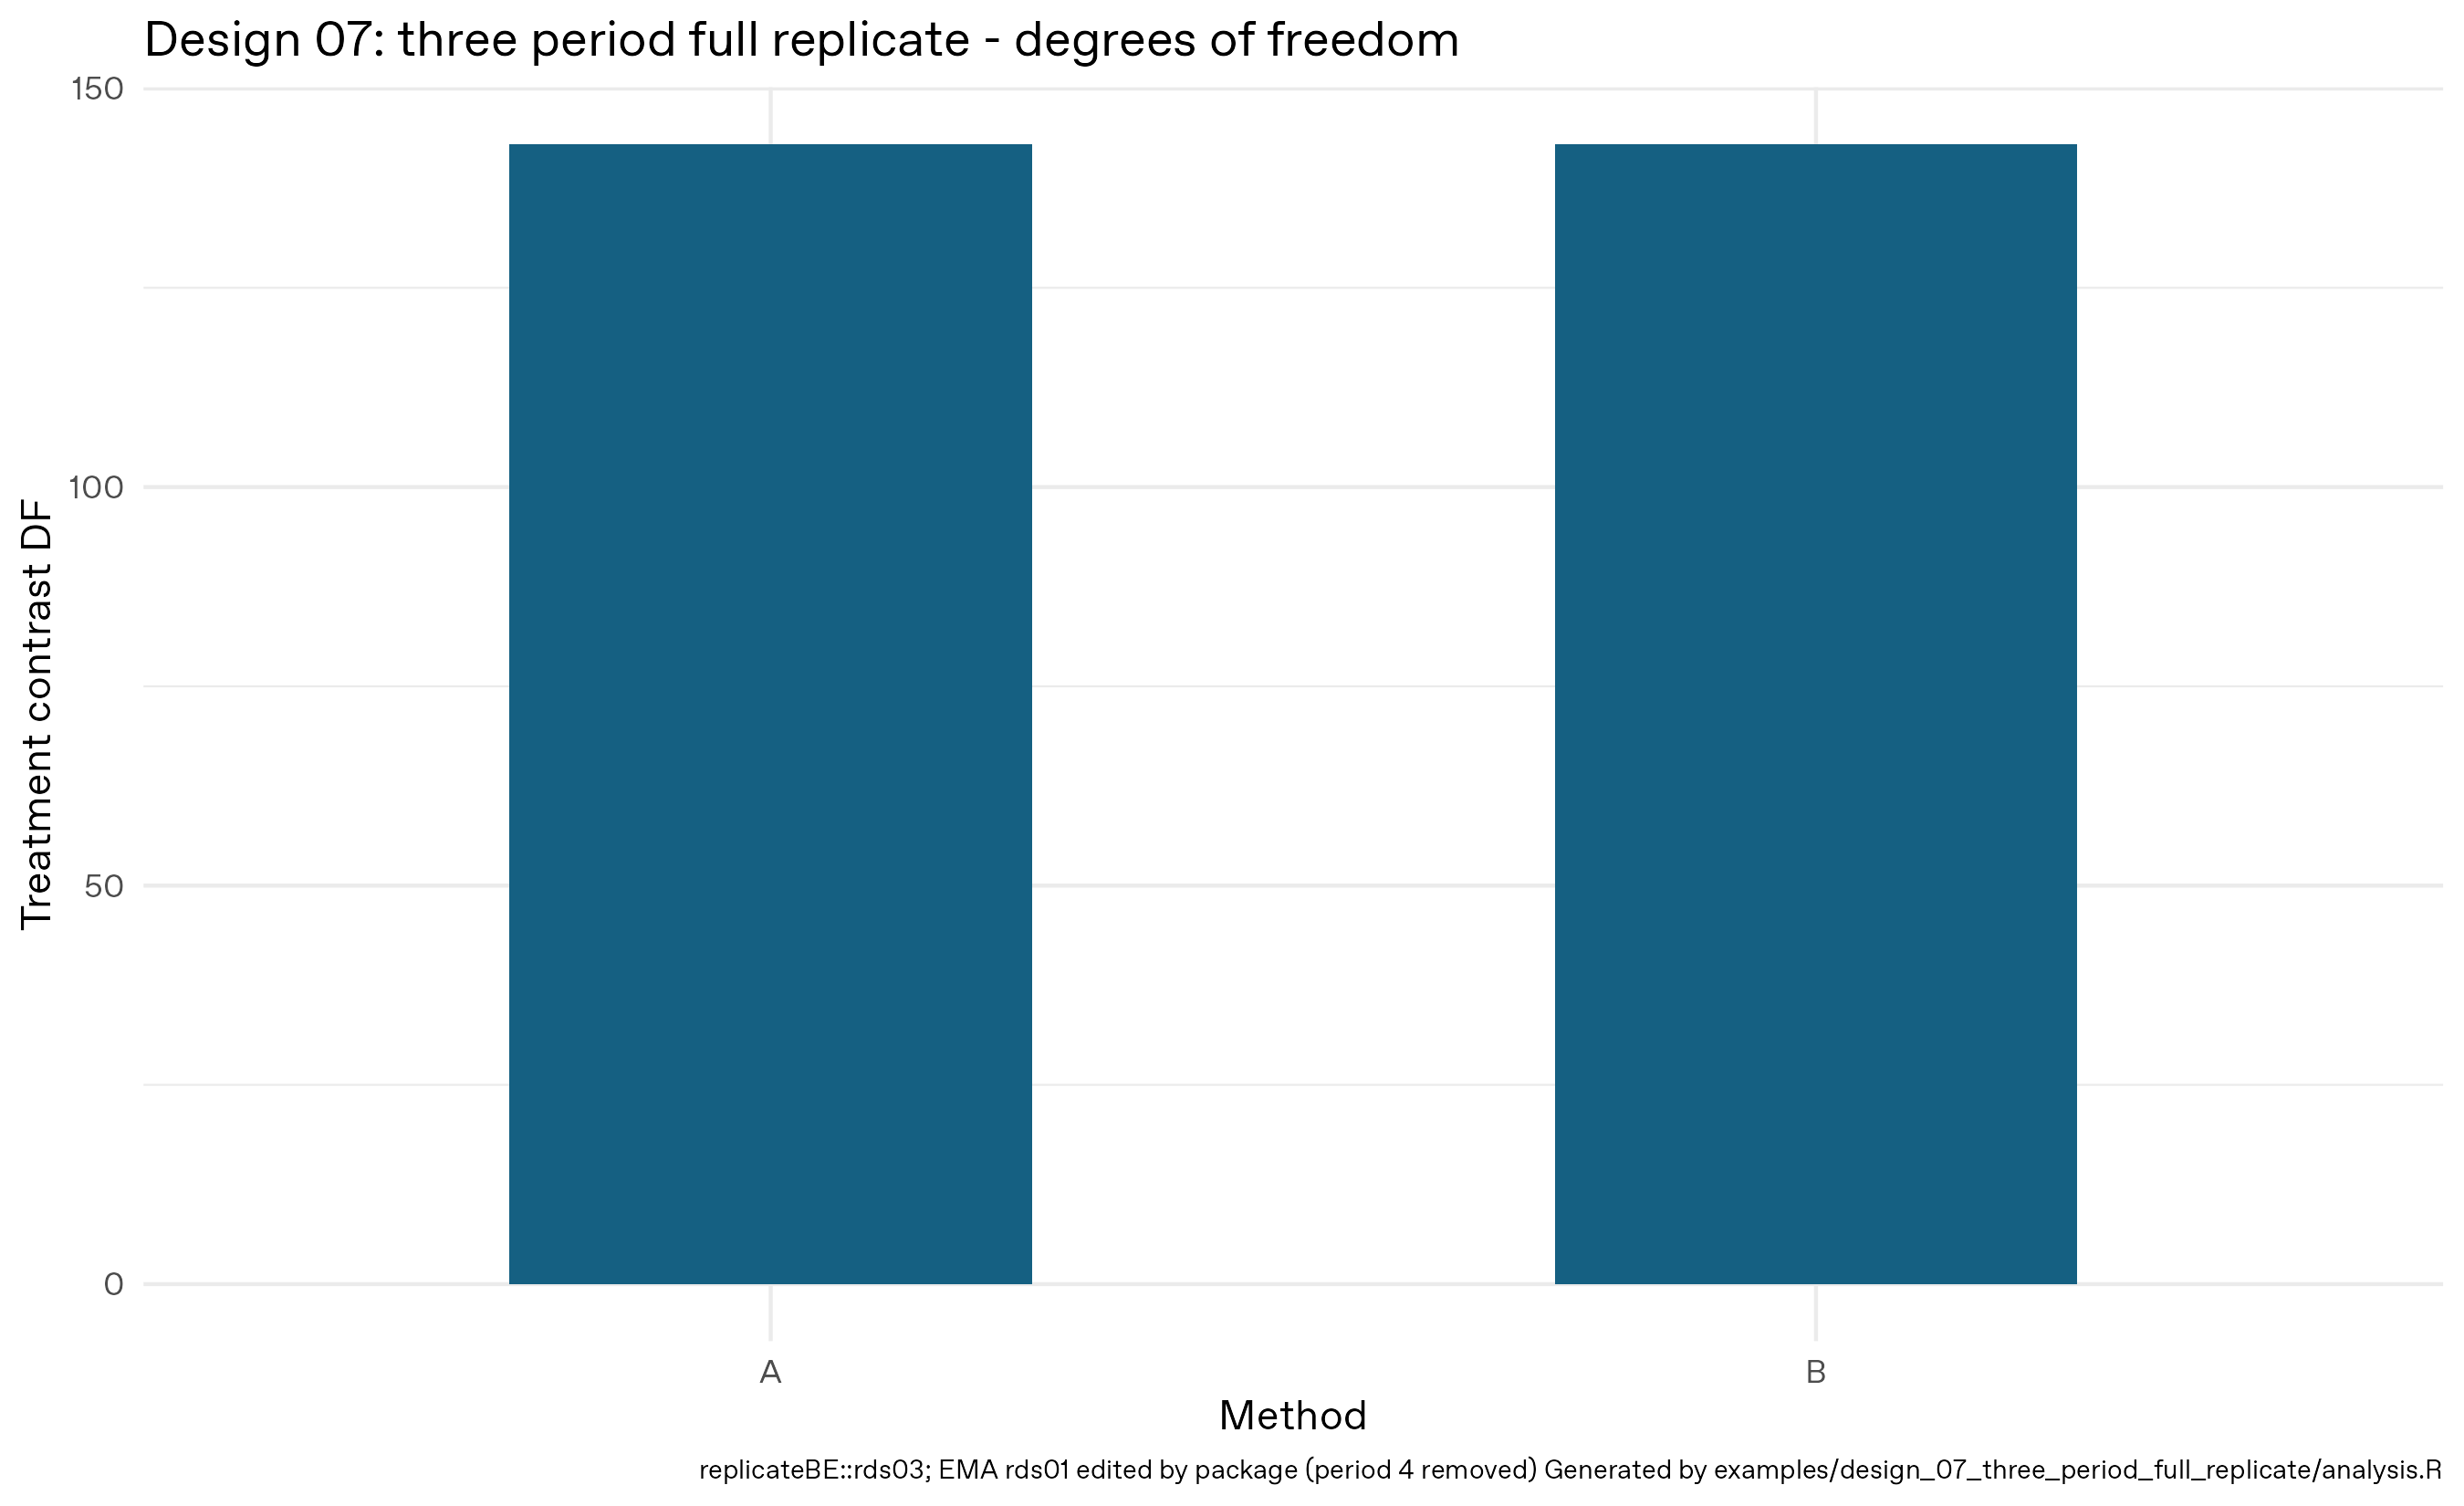 Design 07: three period full replicate - degrees of freedom
150
100
50
0
Treatment contrast DF
A
B
Method
replicateBE::rds03; EMA rds01 edited by package (period 4 removed) Generated by examples/design_07_three_period_full_replicate/analysis.R